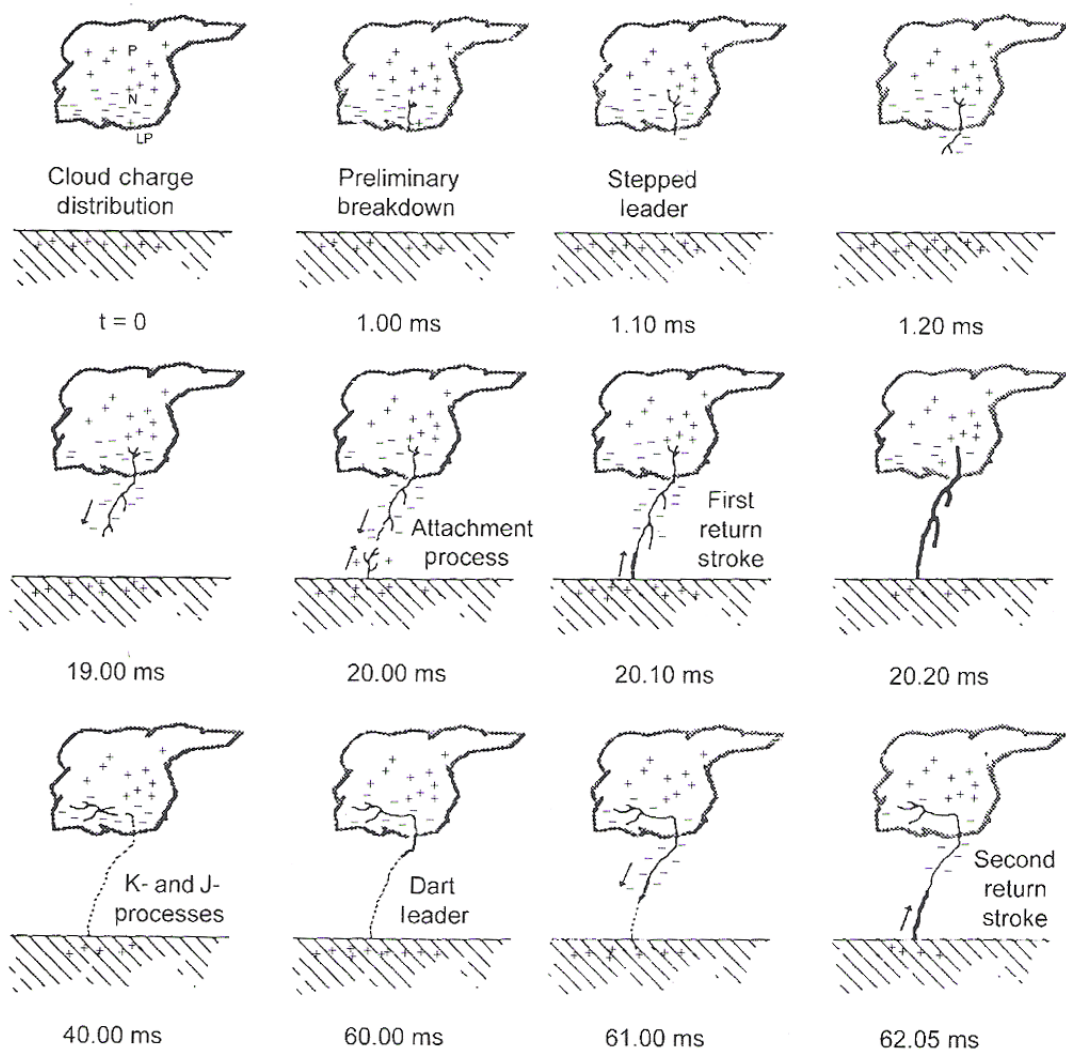 P
N
LP
Cloud charge
distribution
Preliminary
breakdown
Stepped
leader
t = 0
1.00 ms
1.10 ms
1.20 ms
Attachment
process
First
return
stroke
19.00 ms
20.00 ms
20.10 ms
20.20 ms
K- and J-
processes
Dart
leader
Second
return
stroke
40.00 ms
60.00 ms
61.00 ms
62.05 ms